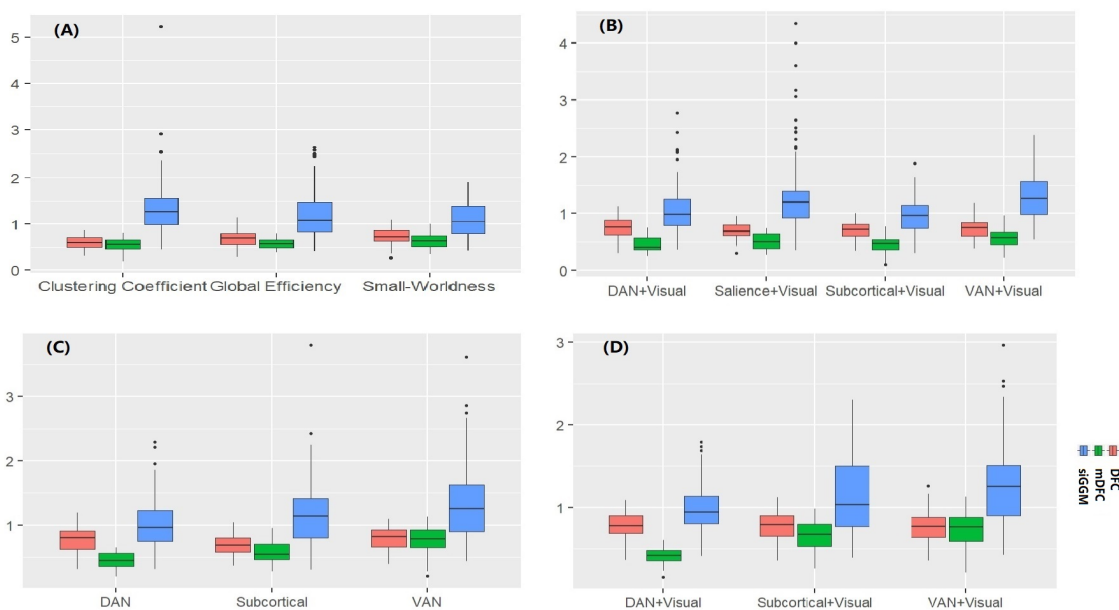 (A)
5
4
3
2
1
0
Clustering Coefficient Global Efficiency Small-Worldness
(B)
4
3
2
1
0
DAN+Visual Salience+Visual Subcortical+Visual VAN+Visual
(C)
3
2
1
DAN Subcortical VAN
(D)
3
2
1
DAN+Visual Subcortical+Visual VAN+Visual
DFC
mDFC
siGGM